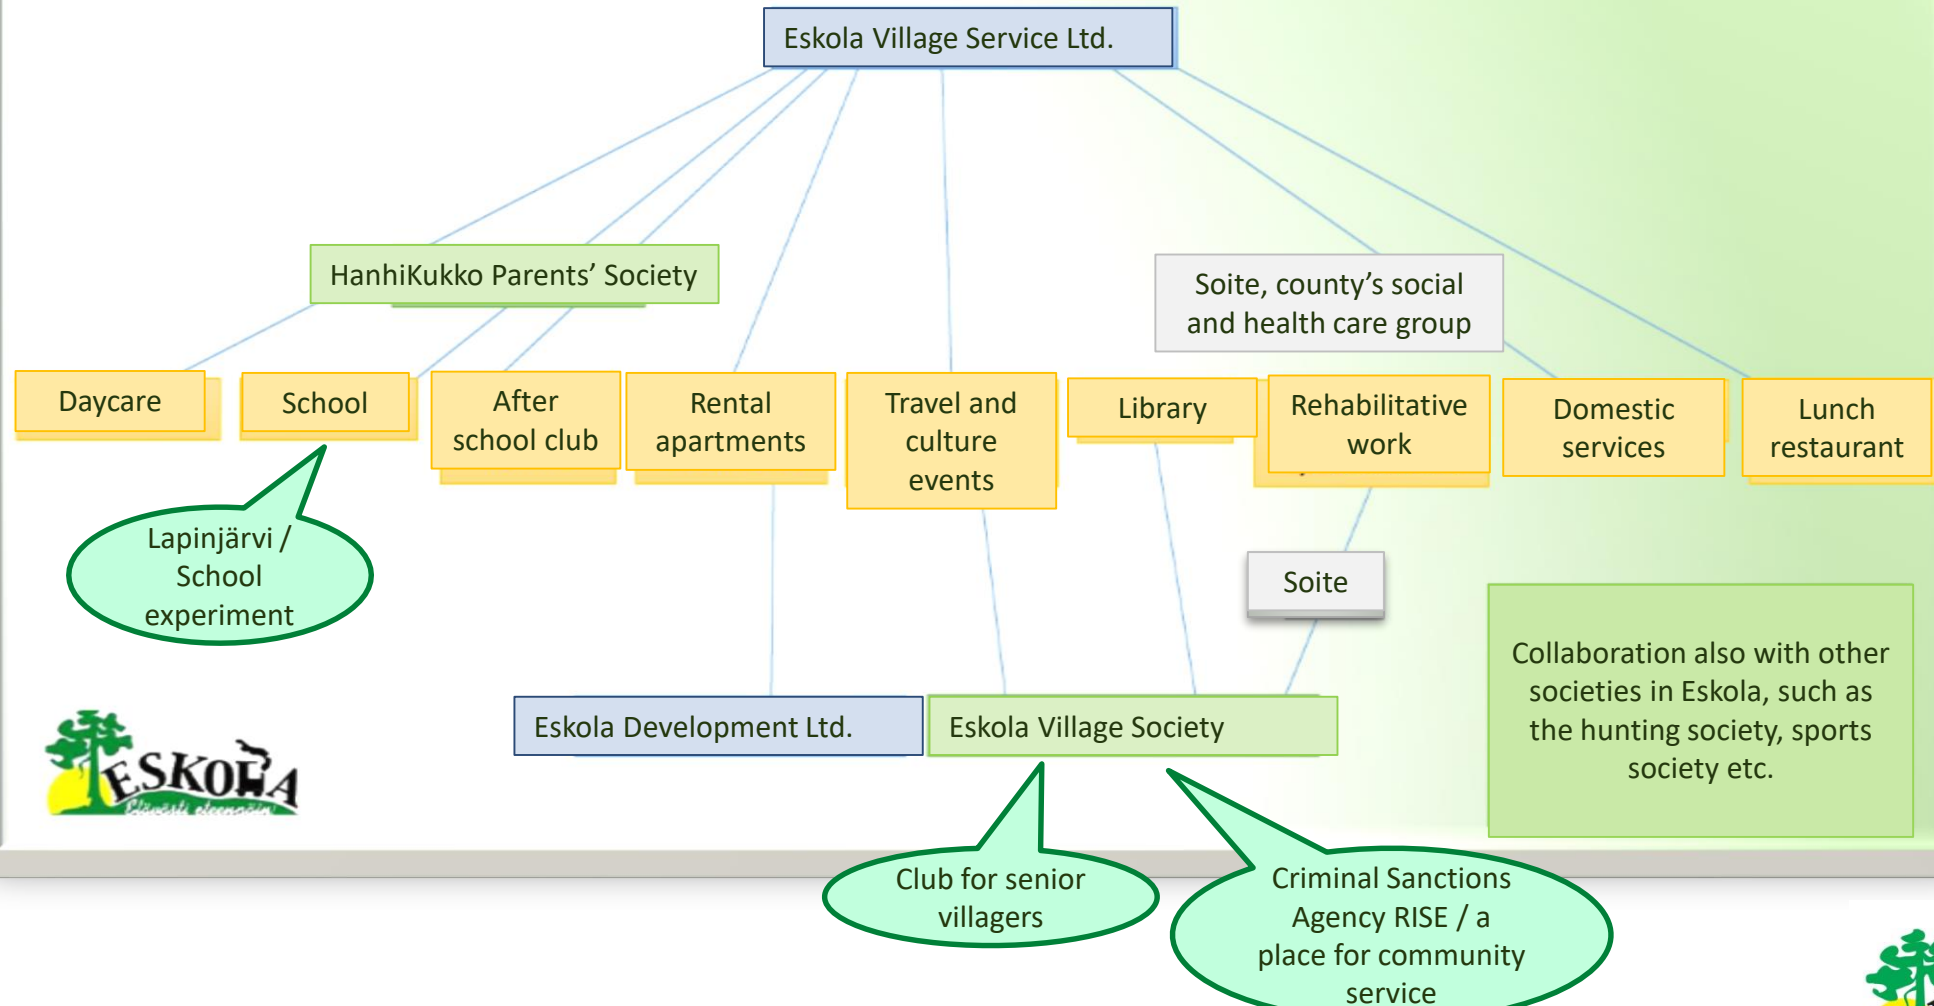 Eskola Village Service Ltd.
HanhiKukko Parents’ Society
Soite, county’s social
and health care group
Daycare
School
After
school club
Rental
apartments
Travel and
culture
events
Library
Rehabilitative
work
Domestic
services
Lunch
restaurant
Lapinjärvi /
School
experiment
Soite
Collaboration also with other
societies in Eskola, such as
the hunting society, sports
society etc.
Eskola Development Ltd.
Eskola Village Society
ESKOLA
Elävästi eteenpäin!
Club for senior
villagers
Criminal Sanctions
Agency RISE / a
place for community
service